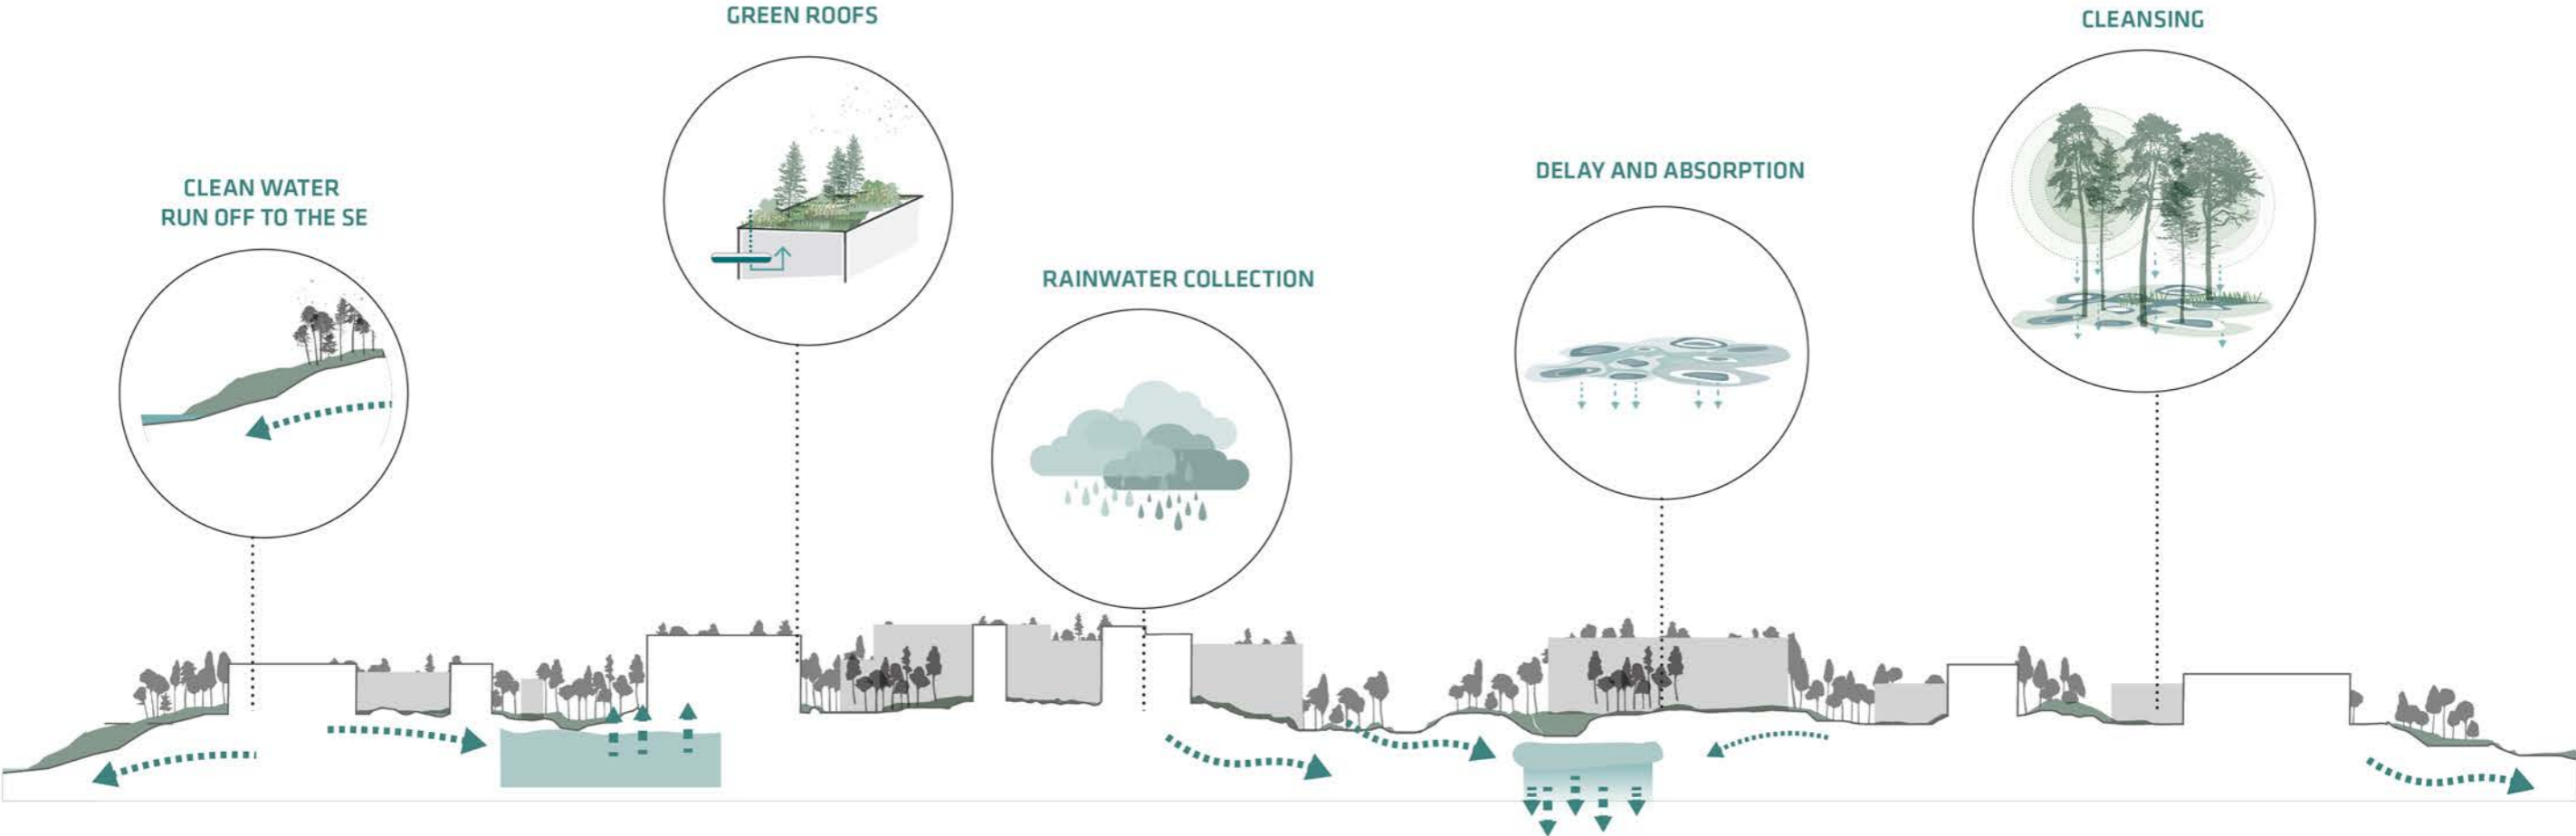 GREEN ROOFS
CLEANSING
CLEAN WATER
RUN OFF TO THE SE
DELAY AND ABSORPTION
RAINWATER COLLECTION